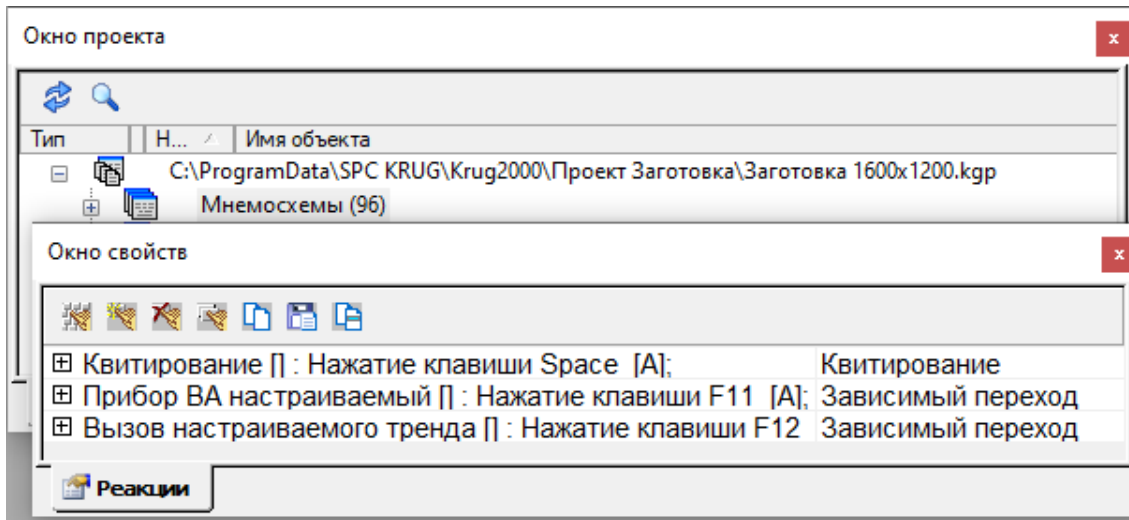 Окно проекта
Тип Н... Имя объекта
C:\ProgramData\SPC KRUG\Krug2000\Проект Заготовка\Заготовка 1600x1200.kgp
Мнемосхемы (96)
Окно свойств
Квитирование [] : Нажатие клавиши Space [A]; Квитирование
Прибор ВА настраиваемый [] : Нажатие клавиши F11 [A]; Зависимый переход
Вызов настраиваемого тренда [] : Нажатие клавиши F12 Зависимый переход
Реакции